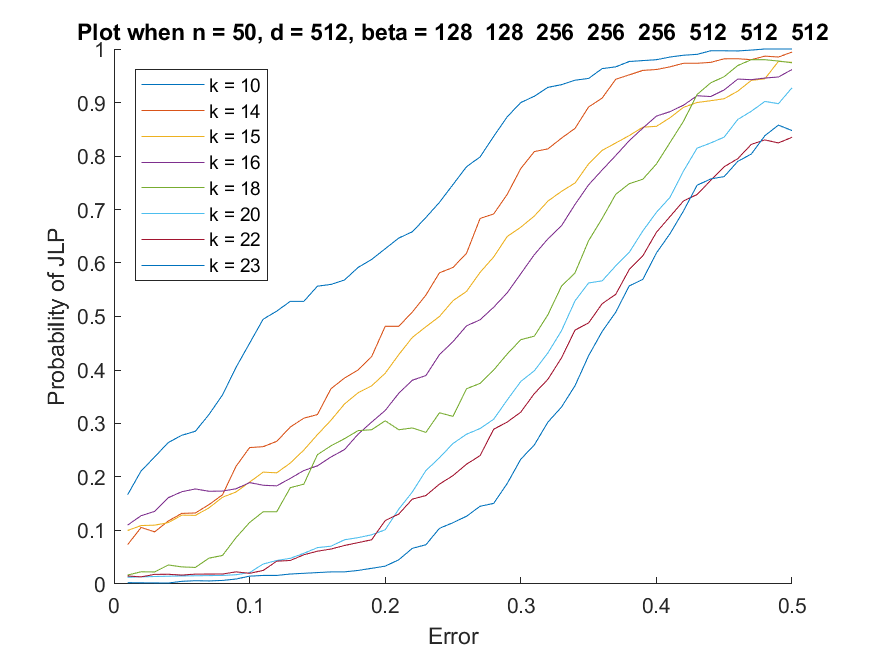 Plot when n = 50, d = 512, beta = 128 128 256 256 256 512 512 512
1
0.9
0.8
0.7
0.6
0.5
0.4
0.3
0.2
0.1
0
k = 10
k = 14
k = 15
k = 16
k = 18
k = 20
k = 22
k = 23
Probability of JLP
0
0.1
0.2
0.3
0.4
0.5
Error